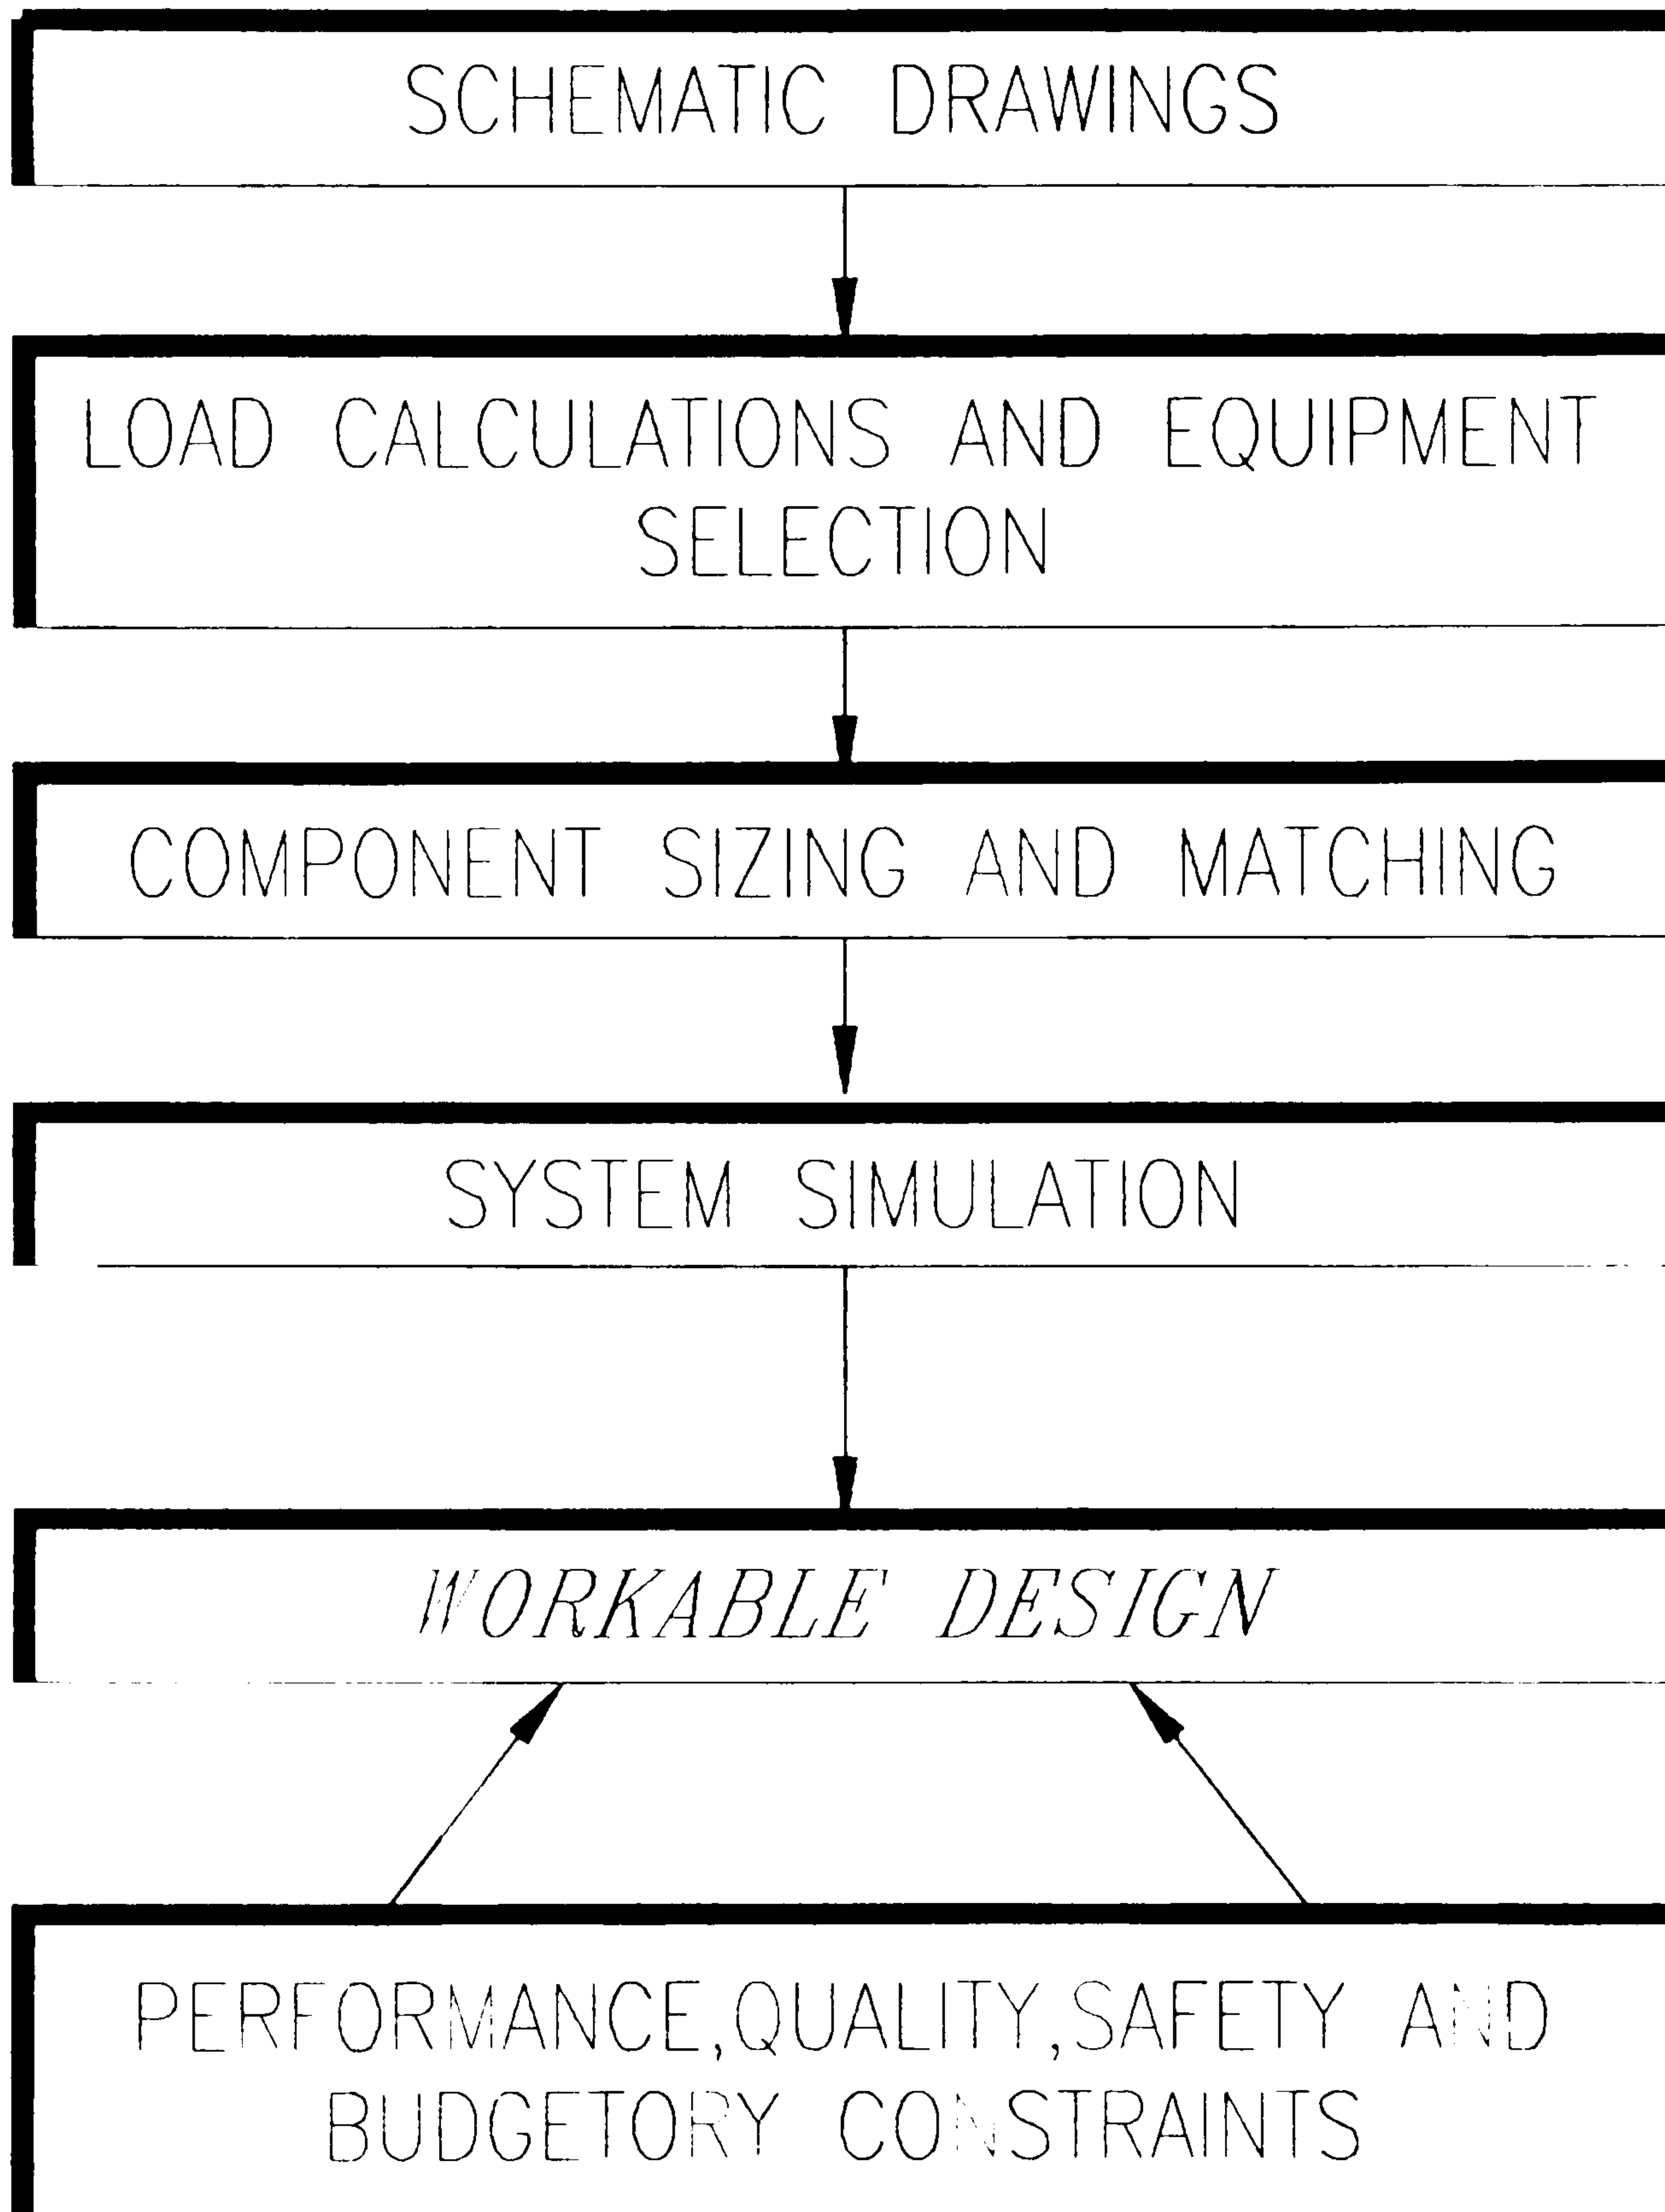 SCHEMATIC DRAWINGS
LOAD CALCULATIONS AND EQUIPMENT
SELECTION
COMPONENT SIZING AND MATCHING
SYSTEM SIMULATION
WORKABLE DESIGN
PERFORMANCE,QUALITY,SAFETY AND
BUDGETORY CONSTRAINTS